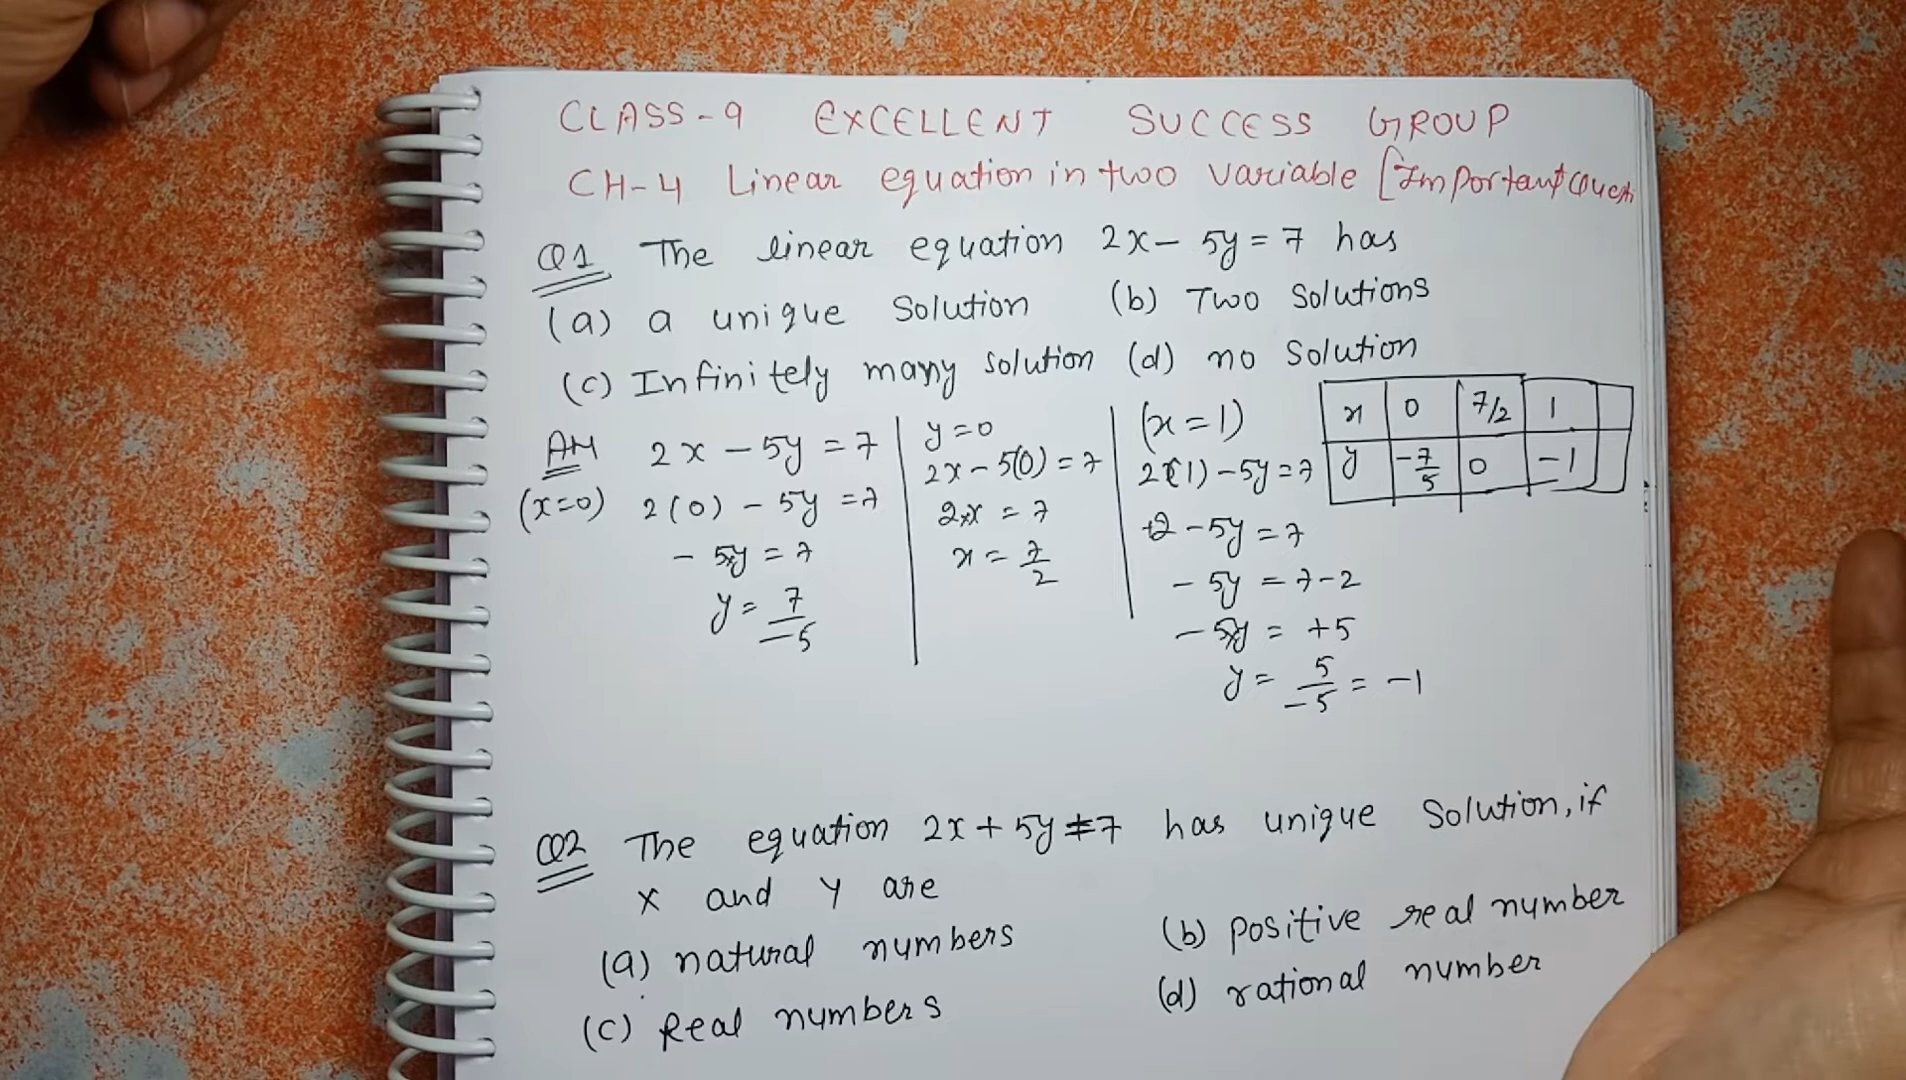 CLASS-9 EXCELLENT SUCCESS GROUP
CH-4 Linear equation in two variable [Important Quesn
Q1 The linear equation 2x - 5y = 7 has
(a) a unique solution (b) Two solutions
(c) Infinitely many solution (d) no solution
x 0 7/2 1
y -7/5 0 -1
2x - 5y = 7
(x=0) 2(0) - 5y = 7
- 5y = 7
y = 7/-5
y=0
2x - 5(0) = 7
2x = 7
x = 7/2
(x=1)
2(1) - 5y = 7
+2 - 5y = 7
- 5y = 7-2
- 5y = +5
y = 5/-5 = -1
Q2 The equation 2x + 5y = 7 has unique solution, if
x and y are
(a) natural numbers (b) positive real number
(c) Real numbers (d) rational number